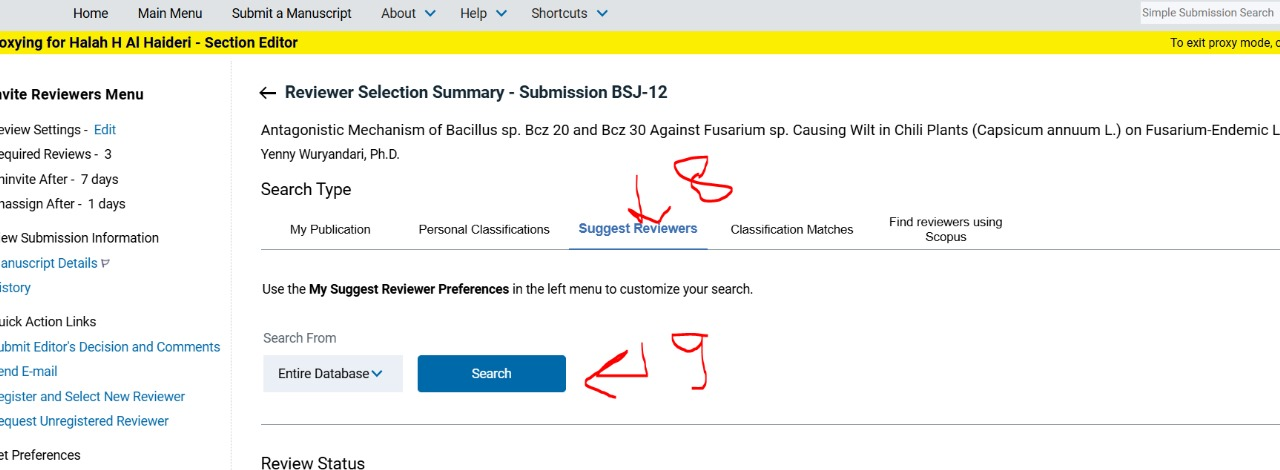 Home Main Menu Submit a Manuscript About Help Shortcuts Simple Submission Search
oxying for Halah H Al Haideri - Section Editor To exit proxy mode, c
nvite Reviewers Menu
eview Settings - Edit
equired Reviews - 3
ninvite After - 7 days
nassign After - 1 days
ew Submission Information
anuscript Details
istory
uick Action Links
ubmit Editor's Decision and Comments
end E-mail
egister and Select New Reviewer
equest Unregistered Reviewer
et Preferences
Reviewer Selection Summary - Submission BSJ-12
Antagonistic Mechanism of Bacillus sp. Bcz 20 and Bcz 30 Against Fusarium sp. Causing Wilt in Chili Plants (Capsicum annuum L.) on Fusarium-Endemic L
Yenny Wuryandari, Ph.D.
8
Search Type
My Publication Personal Classifications Suggest Reviewers Classification Matches Find reviewers using
Scopus
Use the My Suggest Reviewer Preferences in the left menu to customize your search.
Search From
Entire Database Search 9
Review Status